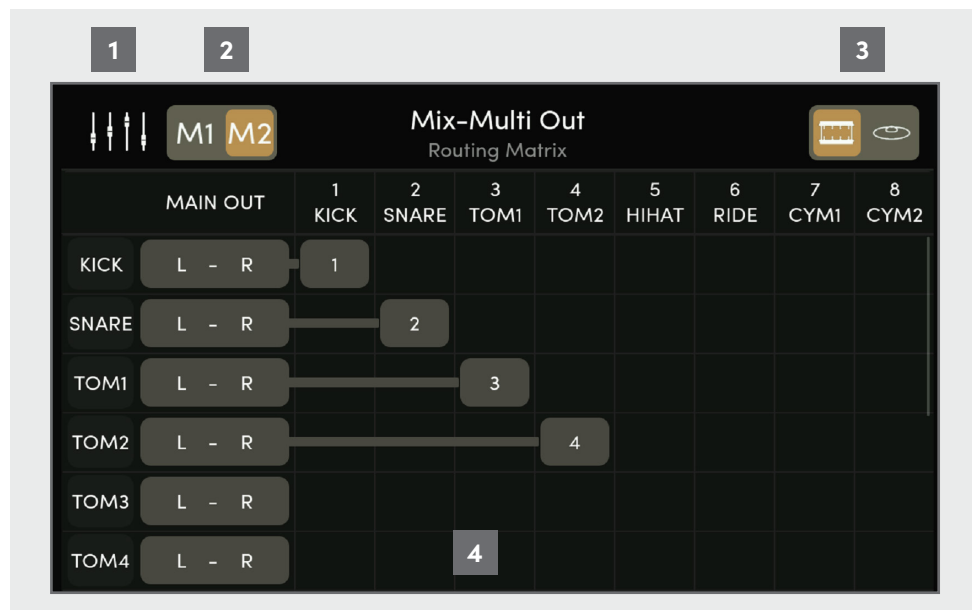 1 2 3
M1 M2 Mix-Multi Out
Routing Matrix
MAIN OUT 1 KICK 2 SNARE 3 TOM1 4 TOM2 5 HIHAT 6 RIDE 7 CYM1 8 CYM2
KICK L - R 1
SNARE L - R 2
TOM1 L - R 3
TOM2 L - R 4
TOM3 L - R
TOM4 L - R
4